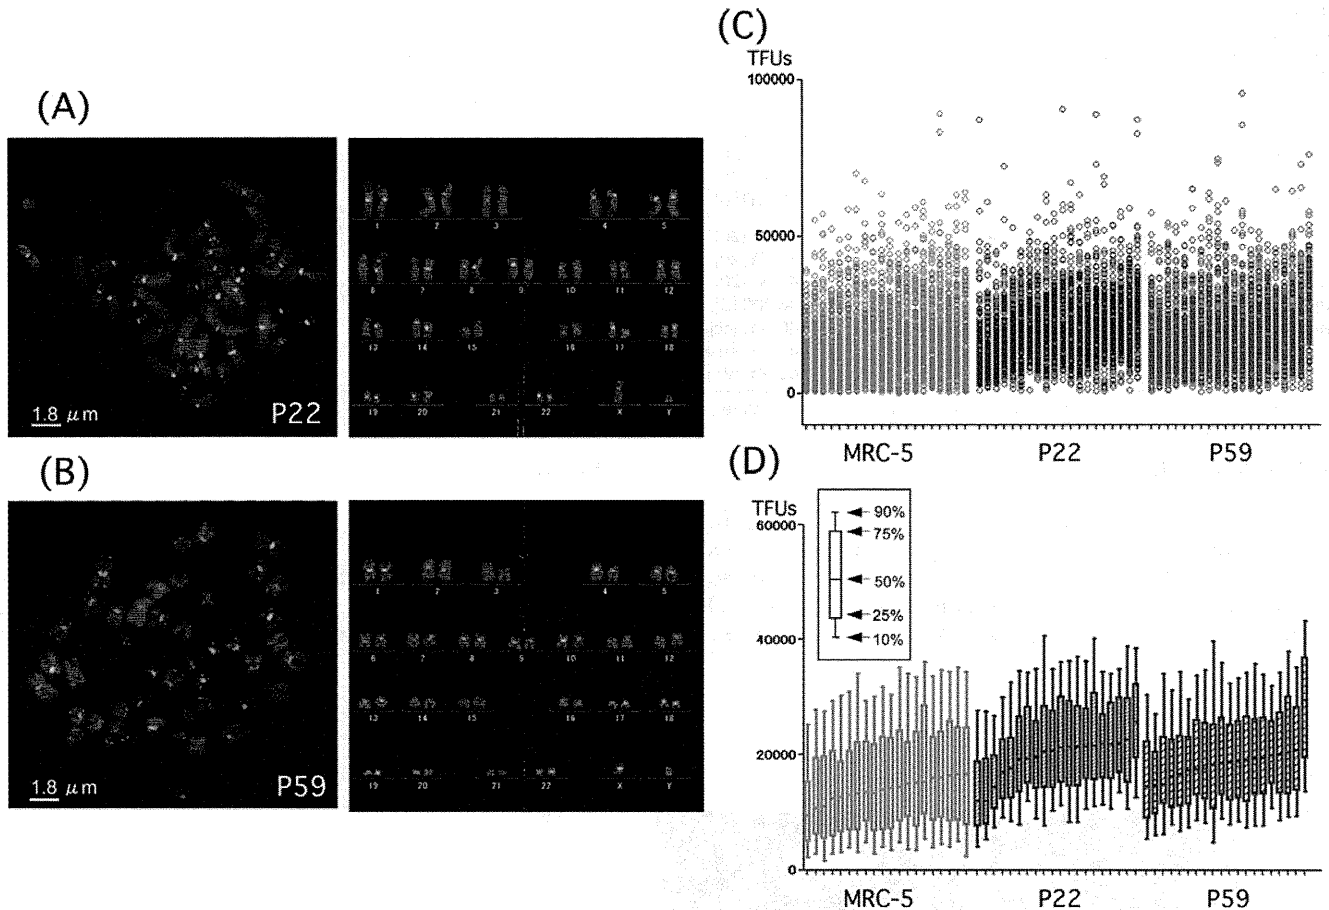 (A)
1.8 μm
P22
1 2 3 4 5
6 7 8 9 10 11 12
13 14 15 16 17 18
19 20 21 22 X Y
(B)
1.8 μm
P59
1 2 3 4 5
6 7 8 9 10 11 12
13 14 15 16 17 18
19 20 21 22 X Y
(C)
TFUs
100000
50000
0
MRC-5 P22 P59
(D)
TFUs
60000
40000
20000
0
90%
75%
50%
25%
10%
MRC-5 P22 P59